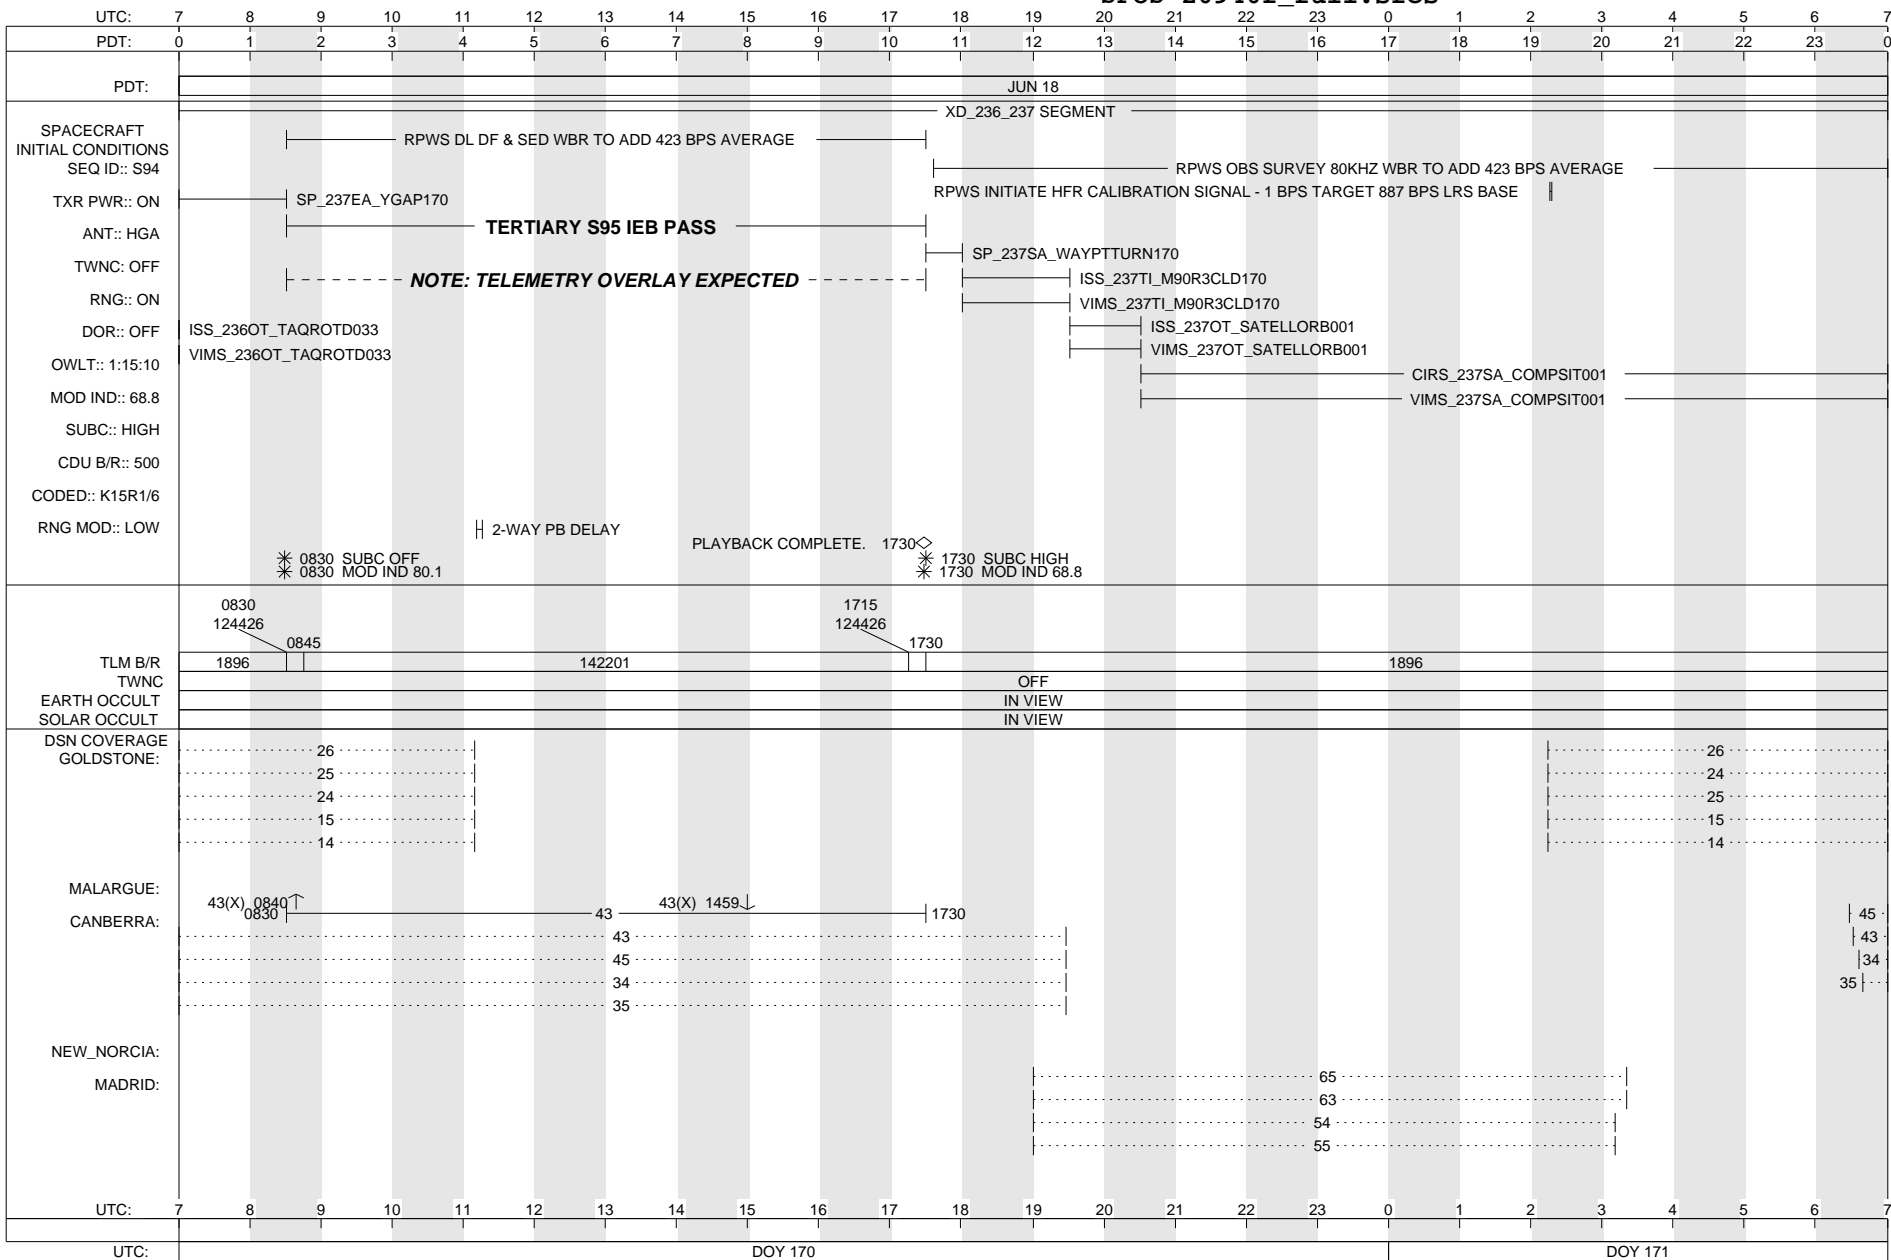 UTC: 7 8 9 10 11 12 13 14 15 16 17 18 19 20 21 22 23 0 1 2 3 4 5 6 7
PDT: 0 1 2 3 4 5 6 7 8 9 10 11 12 13 14 15 16 17 18 19 20 21 22 23 0
PDT: JUN 18
XD_236_237 SEGMENT
SPACECRAFT
INITIAL CONDITIONS
RPWS DL DF & SED WBR TO ADD 423 BPS AVERAGE
SEQ ID:: S94
RPWS OBS SURVEY 80KHZ WBR TO ADD 423 BPS AVERAGE
RPWS INITIATE HFR CALIBRATION SIGNAL - 1 BPS TARGET 887 BPS LRS BASE
TXR PWR:: ON
SP_237EA_YGAP170
TERTIARY S95 IEB PASS
ANT:: HGA
SP_237SA_WAYPTTURN170
TWNC: OFF
NOTE: TELEMETRY OVERLAY EXPECTED
ISS_237TI_M90R3CLD170
RNG:: ON
VIMS_237TI_M90R3CLD170
DOR:: OFF
ISS_236OT_TAQROTD033
ISS_237OT_SATELLORB001
VIMS_236OT_TAQROTD033
VIMS_237OT_SATELLORB001
OWLT:: 1:15:10
CIRS_237SA_COMPSIT001
MOD IND:: 68.8
VIMS_237SA_COMPSIT001
SUBC:: HIGH
CDU B/R:: 500
CODED:: K15R1/6
RNG MOD:: LOW
2-WAY PB DELAY
PLAYBACK COMPLETE. 1730
0830 SUBC OFF
1730 SUBC HIGH
0830 MOD IND 80.1
1730 MOD IND 68.8
0830 1715
124426 124426
0845 1730
TLM B/R 1896 142201 1896
TWNC OFF
EARTH OCCULT IN VIEW
SOLAR OCCULT IN VIEW
DSN COVERAGE
GOLDSTONE:
26 26
25 24
24 25
15 15
14 14
MALARGUE:
43(X) 0840 43(X) 1459
CANBERRA:
0830 43 1730 45
43 43
45 34
34 35
35
NEW_NORCIA:
MADRID:
65
63
54
55
UTC: 7 8 9 10 11 12 13 14 15 16 17 18 19 20 21 22 23 0 1 2 3 4 5 6 7
UTC: DOY 170 DOY 171